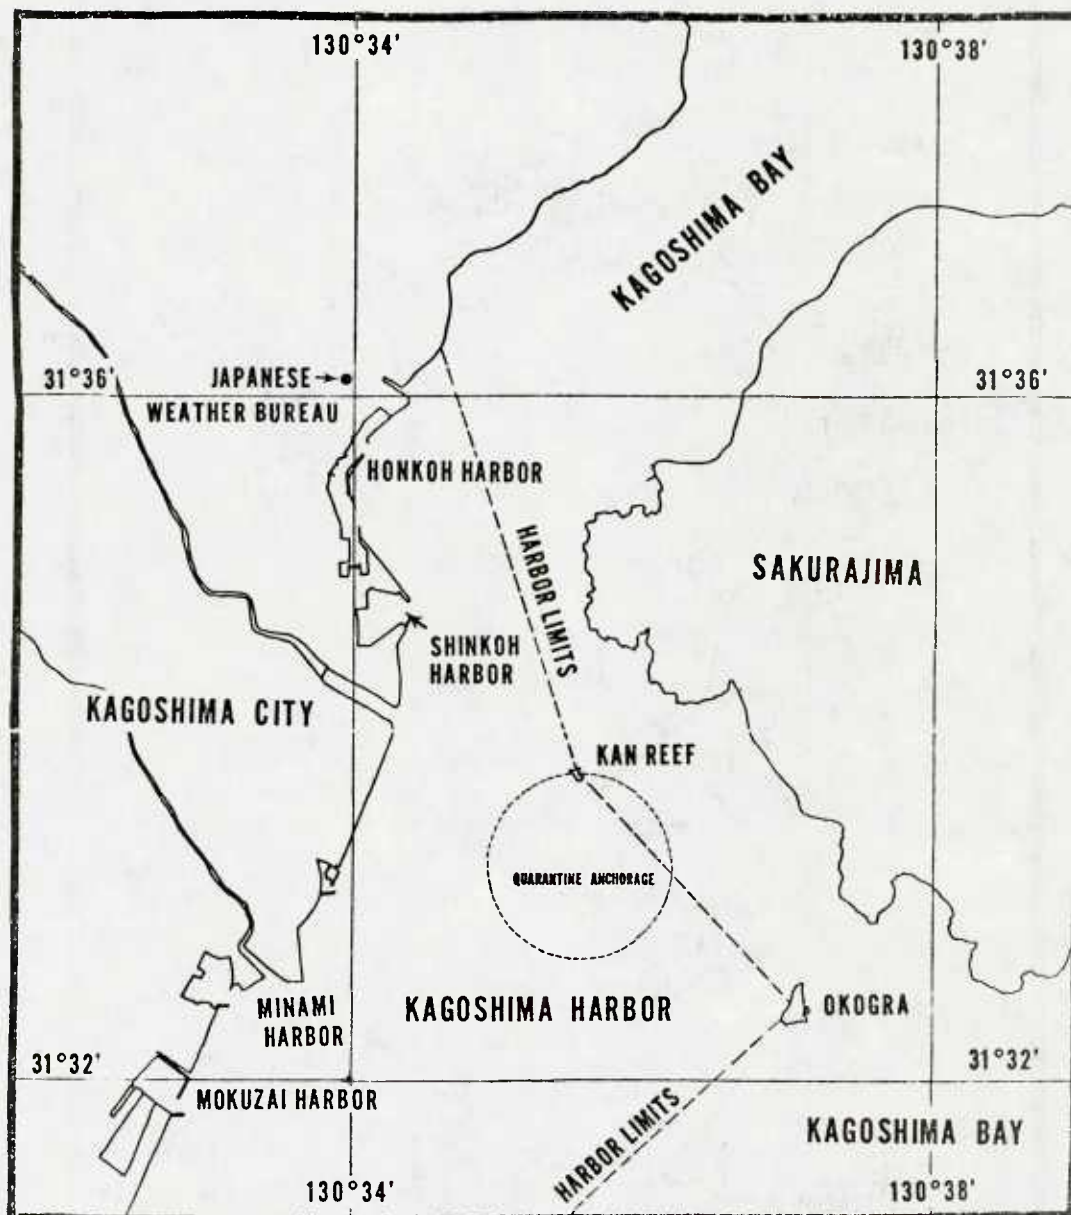 130°34'
130°38'
KAGOSHIMA BAY
31°36'
JAPANESE
WEATHER BUREAU
31°36'
HONKOH HARBOR
HARBOR LIMITS
SAKURAJIMA
SHINKOH
HARBOR
KAGOSHIMA CITY
KAN REEF
QUARANTINE ANCHORAGE
MINAMI
HARBOR
KAGOSHIMA HARBOR
OKOGRA
31°32'
31°32'
MOKUZAI HARBOR
HARBOR LIMITS
KAGOSHIMA BAY
130°34'
130°38'